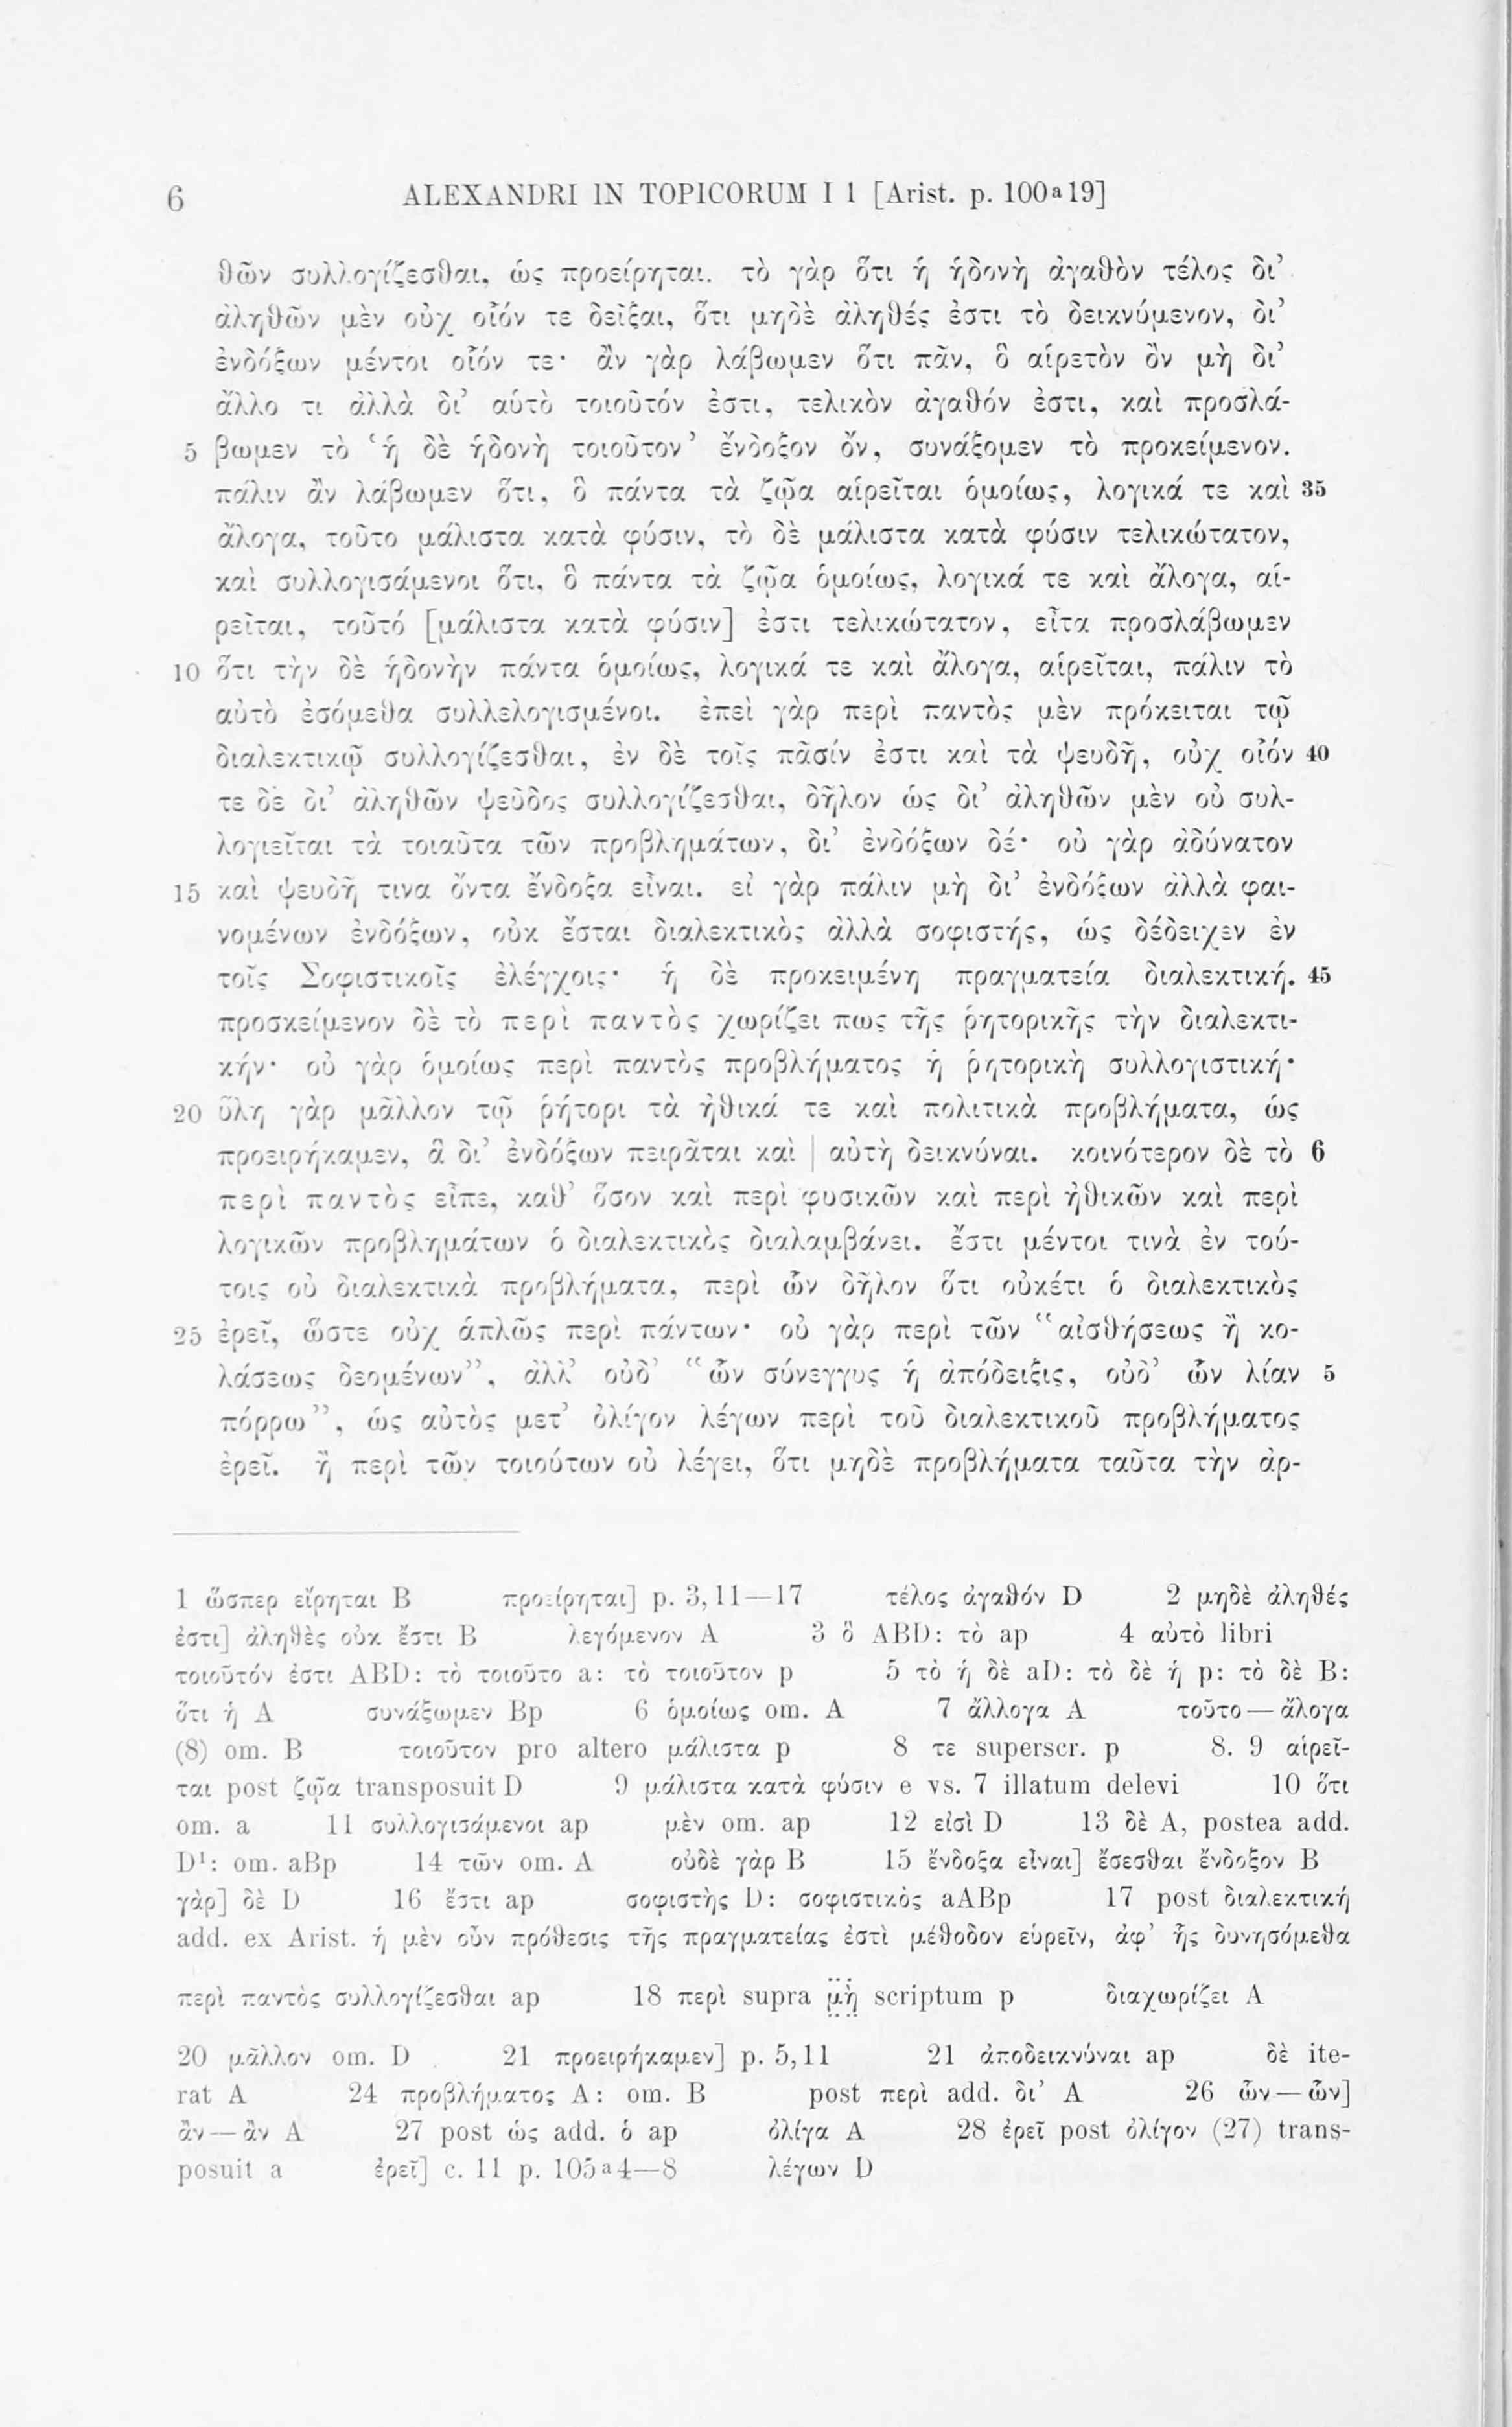 6 ALEXANDRI IN TOPICORUM I 1 [Arist. p. 100ª19]
θῶν συλλογίζεσθαι, ὡς προείρηται. τὸ γὰρ ὅτι ἡ ἡδονὴ ἀγαθὸν τέλος δι’
ἀληθῶν μὲν οὐχ οἷόν τε δεῖξαι, ὅτι μηδὲ ἀληθές ἐστι τὸ δεικνύμενον, δι’
ἐνδόξων μέντοι οἷόν τε· ἂν γὰρ λάβωμεν ὅτι πᾶν, ὃ αἱρετὸν ὂν μὴ δι’
ἄλλο τι ἀλλὰ δι’ αὑτὸ τοιοῦτόν ἐστι, τελικὸν ἀγαθόν ἐστι, καὶ προσλά-
5 βωμεν τὸ ‘ἡ δὲ ἡδονὴ τοιοῦτον’ ἔνδοξον ὄν, συνάξομεν τὸ προκείμενον.
πάλιν ἂν λάβωμεν ὅτι, ὃ πάντα τὰ ζῷα αἱρεῖται ὁμοίως, λογικά τε καὶ 35
ἄλογα, τοῦτο μάλιστα κατὰ φύσιν, τὸ δὲ μάλιστα κατὰ φύσιν τελικώτατον,
καὶ συλλογισάμενοι ὅτι, ὃ πάντα τὰ ζῷα ὁμοίως, λογικά τε καὶ ἄλογα, αἱ-
ρεῖται, τοῦτό [μάλιστα κατὰ φύσιν] ἐστι τελικώτατον, εἶτα προσλάβωμεν
10 ὅτι τὴν δὲ ἡδονὴν πάντα ὁμοίως, λογικά τε καὶ ἄλογα, αἱρεῖται, πάλιν τὸ
αὐτὸ ἐσόμεθα συλλελογισμένοι. ἐπεὶ γὰρ περὶ παντὸς μὲν πρόκειται τῷ
διαλεκτικῷ συλλογίζεσθαι, ἐν δὲ τοῖς πᾶσίν ἐστι καὶ τὰ ψευδῆ, οὐχ οἷόν 40
τε δὲ δι’ ἀληθῶν ψεῦδος συλλογίζεσθαι, δῆλον ὡς δι’ ἀληθῶν μὲν οὐ συλ-
λογιεῖται τὰ τοιαῦτα τῶν προβλημάτων, δι’ ἐνδόξων δέ· οὐ γὰρ ἀδύνατον
15 καὶ ψευδῆ τινα ὄντα ἔνδοξα εἶναι. εἰ γὰρ πάλιν μὴ δι’ ἐνδόξων ἀλλὰ φαι-
νομένων ἐνδόξων, οὐκ ἔσται διαλεκτικὸς ἀλλὰ σοφιστής, ὡς δέδειχεν ἐν
τοῖς Σοφιστικοῖς ἐλέγχοις· ἡ δὲ προκειμένη πραγματεία διαλεκτική. 45
προσκείμενον δὲ τὸ περὶ παντὸς χωρίζει πως τῆς ῥητορικῆς τὴν διαλεκτι-
κήν· οὐ γὰρ ὁμοίως περὶ παντὸς προβλήματος ἡ ῥητορικὴ συλλογιστική·
20 ὕλη γὰρ μᾶλλον τῷ ῥήτορι τὰ ἠθικά τε καὶ πολιτικὰ προβλήματα, ὡς
προειρήκαμεν, ἃ δι’ ἐνδόξων πειρᾶται καὶ | αὐτὴ δεικνύναι. κοινότερον δὲ τὸ 6
περὶ παντὸς εἶπε, καθ’ ὅσον καὶ περὶ φυσικῶν καὶ περὶ ἠθικῶν καὶ περὶ
λογικῶν προβλημάτων ὁ διαλεκτικὸς διαλαμβάνει. ἔστι μέντοι τινὰ ἐν τού-
τοις οὐ διαλεκτικὰ προβλήματα, περὶ ὧν δῆλον ὅτι οὐκέτι ὁ διαλεκτικὸς
25 ἐρεῖ, ὥστε οὐχ ἁπλῶς περὶ πάντων· οὐ γὰρ περὶ τῶν “αἰσθήσεως ἢ κο-
λάσεως δεομένων”, ἀλλ’ οὐδ’ “ὧν σύνεγγυς ἡ ἀπόδειξις, οὐδ’ ὧν λίαν 5
πόρρω”, ὡς αὐτὸς μετ’ ὀλίγον λέγων περὶ τοῦ διαλεκτικοῦ προβλήματος
ἐρεῖ. ἢ περὶ τῶν τοιούτων οὐ λέγει, ὅτι μηδὲ προβλήματα ταῦτα τὴν ἀρ-
1 ὥσπερ εἴρηται B προείρηται] p. 3,11—17 τέλος ἀγαθόν D 2 μηδὲ ἀληθές
ἐστι] ἀληθὲς οὐκ ἔστι B λεγόμενον A 3 ὃ ABD: τὸ ap 4 αὐτὸ libri
τοιοῦτόν ἐστι ABD: τὸ τοιοῦτο a: τὸ τοιοῦτον p 5 τὸ ἡ δὲ aD: τὸ δὲ ἡ p: τὸ δὲ B:
ὅτι ἡ A συνάξωμεν Bp 6 ὁμοίως om. A 7 ἄλλογα A τοῦτο — ἄλογα
(8) om. B τοιοῦτον pro altero μάλιστα p 8 τε superscr. p 8. 9 αἱρεῖ-
ται post ζῷα transposuit D 9 μάλιστα κατὰ φύσιν e vs. 7 illatum delevi 10 ὅτι
om. a 11 συλλογισάμενοι ap μὲν om. ap 12 εἰσὶ D 13 δὲ A, postea add.
D¹: om. aBp 14 τῶν om. A οὐδὲ γὰρ B 15 ἔνδοξα εἶναι] ἔσεσθαι ἔνδοξον B
γὰρ] δὲ D 16 ἔστι ap σοφιστὴς D: σοφιστικὸς aABp 17 post διαλεκτική
add. ex Arist. ἡ μὲν οὖν πρόθεσις τῆς πραγματείας ἐστὶ μέθοδον εὑρεῖν, ἀφ’ ἧς δυνησόμεθα
περὶ παντὸς συλλογίζεσθαι ap 18 περὶ supra μὴ scriptum p διαχωρίζει A
20 μᾶλλον om. D 21 προειρήκαμεν] p. 5,11 21 ἀποδεικνύναι ap δὲ ite-
rat A 24 προβλήματος A: om. B post περὶ add. δι’ A 26 ὧν — ὧν]
ἂν — ἂν A 27 post ὡς add. ὁ ap ὀλίγα A 28 ἐρεῖ post ὀλίγον (27) trans-
posuit a ἐρεῖ] c. 11 p. 105ª4—8 λέγων D